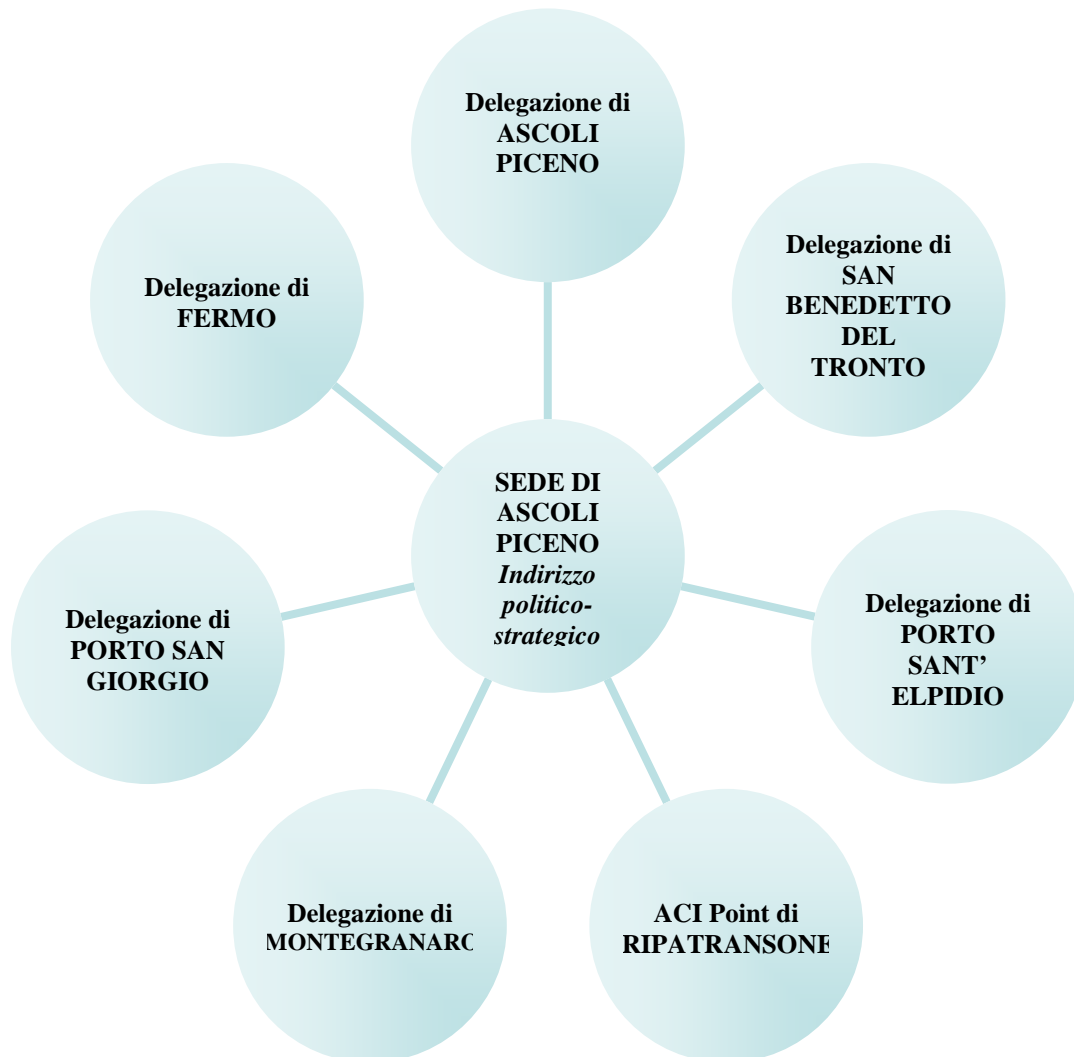 Delegazione di
ASCOLI
PICENO
Delegazione di
SAN
BENEDETTO
DEL
TRONTO
Delegazione di
FERMO
SEDE DI
ASCOLI
PICENO
Indirizzo
politico-
strategico
Delegazione di
PORTO SAN
GIORGIO
Delegazione di
PORTO
SANT’
ELPIDIO
Delegazione di
MONTEGRANARO
ACI Point di
RIPATRANSONE